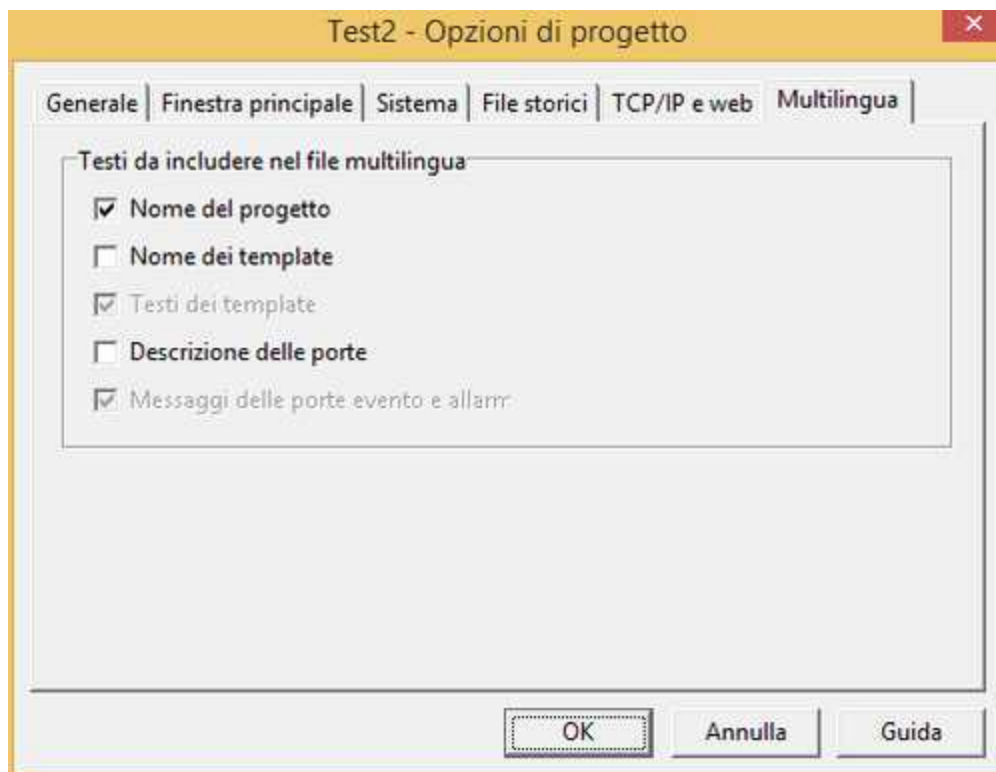 Test2 - Opzioni di progetto
Generale Finestra principale Sistema File storici TCP/IP e web Multilingua
Testi da includere nel file multilingua
Nome del progetto
Nome dei template
Testi dei template
Descrizione delle porte
Messaggi delle porte evento e allarm
OK Annulla Guida